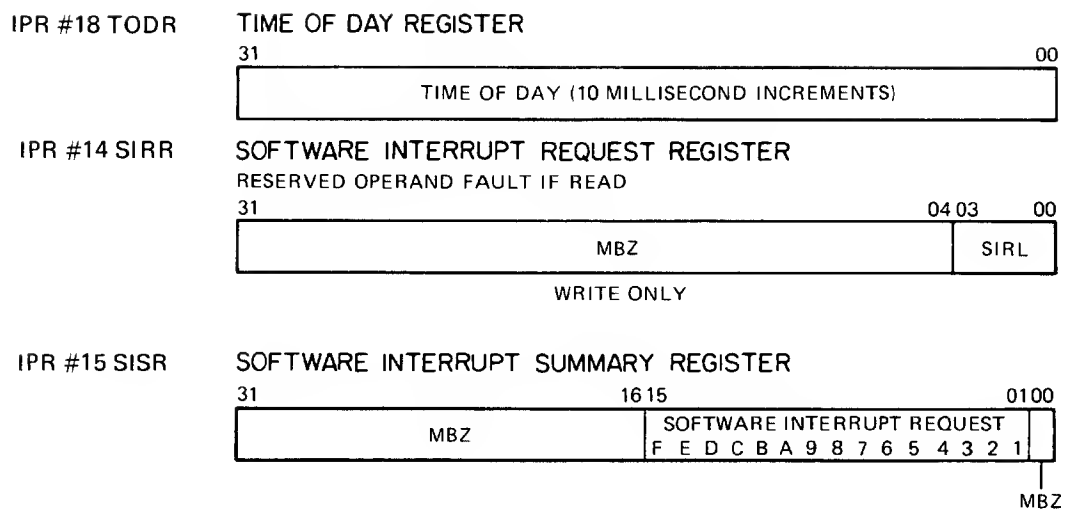 IPR #18 TODR TIME OF DAY REGISTER
31 00
TIME OF DAY (10 MILLISECOND INCREMENTS)
IPR #14 SIRR SOFTWARE INTERRUPT REQUEST REGISTER
RESERVED OPERAND FAULT IF READ
31 04 03 00
MBZ SIRL
WRITE ONLY
IPR #15 SISR SOFTWARE INTERRUPT SUMMARY REGISTER
31 16 15 01 00
SOFTWARE INTERRUPT REQUEST
MBZ F E D C B A 9 8 7 6 5 4 3 2 1
MBZ